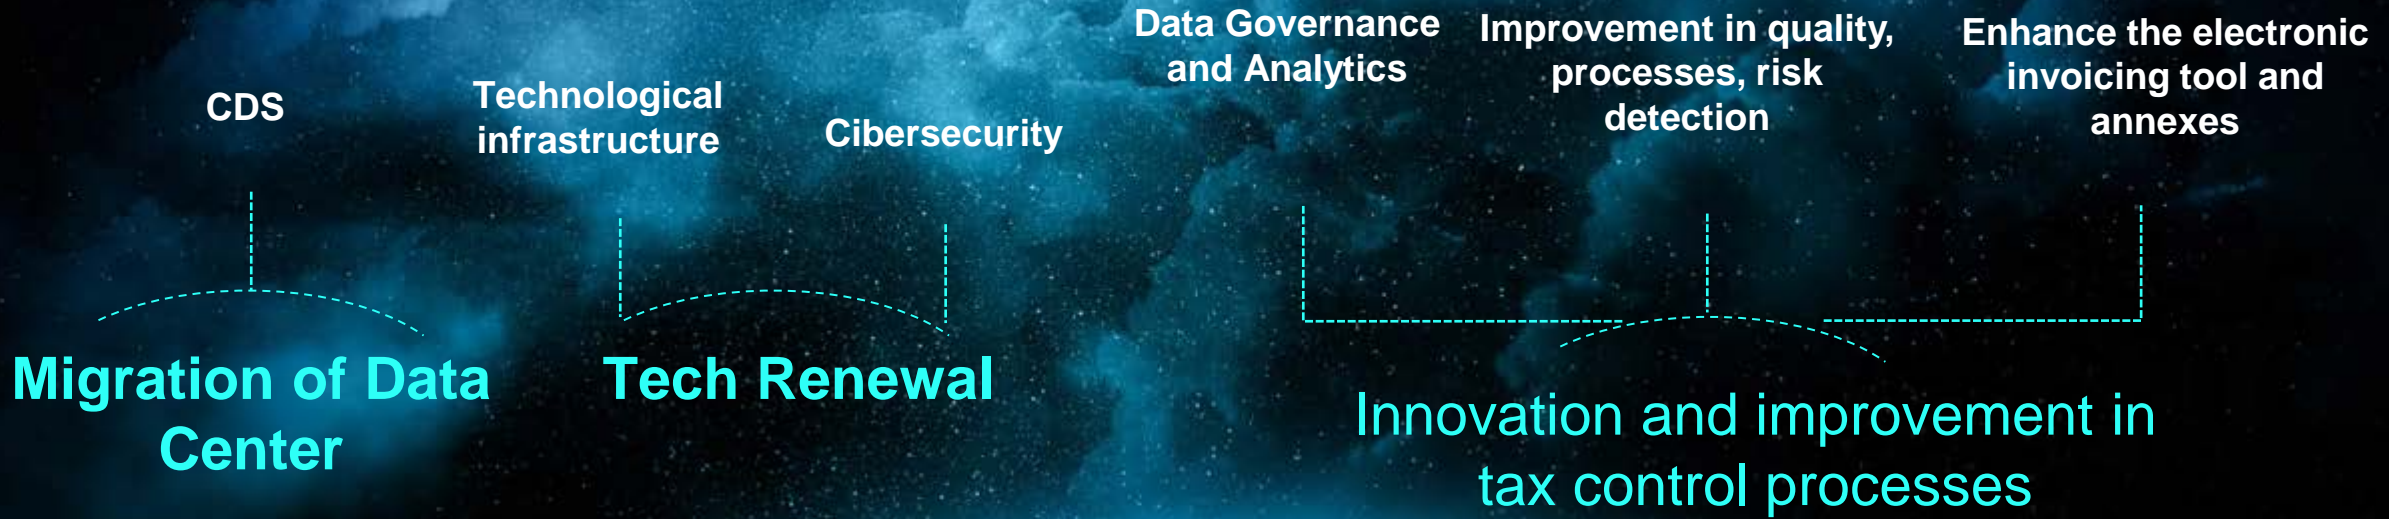 CDS
Technological
infrastructure
Cibersecurity
Data Governance
and Analytics
Improvement in quality,
processes, risk
detection
Enhance the electronic
invoicing tool and
annexes
Migration of Data
Center
Tech Renewal
Innovation and improvement in
tax control processes